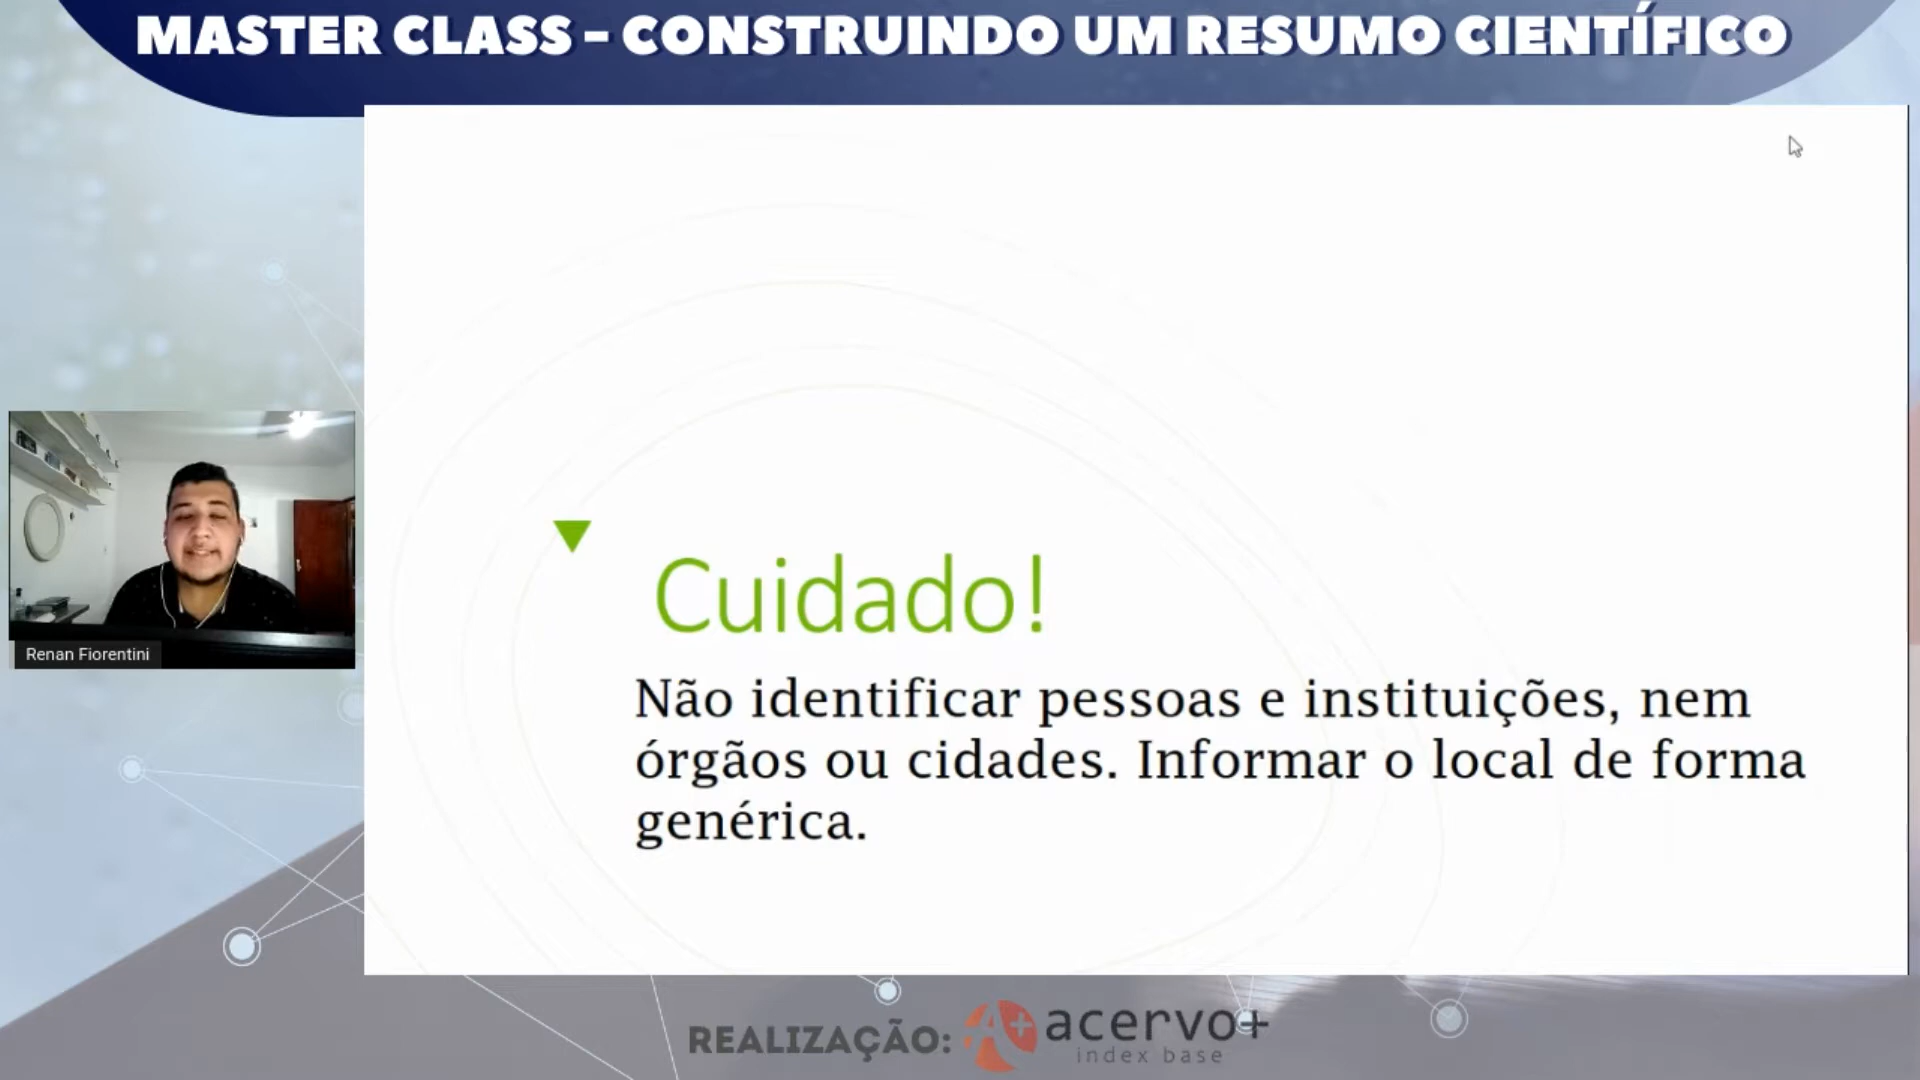 MASTER CLASS – CONSTRUINDO UM RESUMO CIENTÍFICO
Renan Fiorentini
Cuidado!
Não identificar pessoas e instituições, nem
órgãos ou cidades. Informar o local de forma
genérica.
REALIZAÇÃO: A+ acervo+
index base